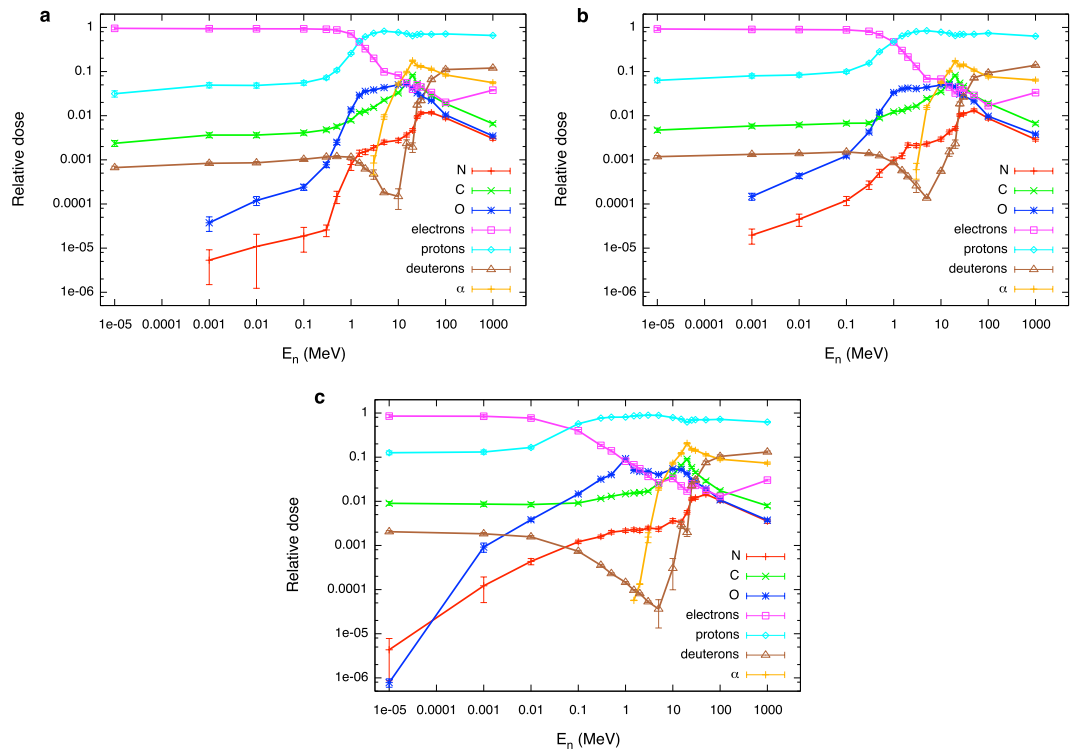 a
Relative dose
1
0.1
0.01
0.001
0.0001
1e-05
1e-06
N
C
O
electrons
protons
deuterons
α
1e-05 0.0001 0.001 0.01 0.1 1 10 100 1000
En (MeV)
b
Relative dose
1
0.1
0.01
0.001
0.0001
1e-05
1e-06
N
C
O
electrons
protons
deuterons
α
1e-05 0.0001 0.001 0.01 0.1 1 10 100 1000
En (MeV)
c
Relative dose
1
0.1
0.01
0.001
0.0001
1e-05
1e-06
N
C
O
electrons
protons
deuterons
α
1e-05 0.0001 0.001 0.01 0.1 1 10 100 1000
En (MeV)